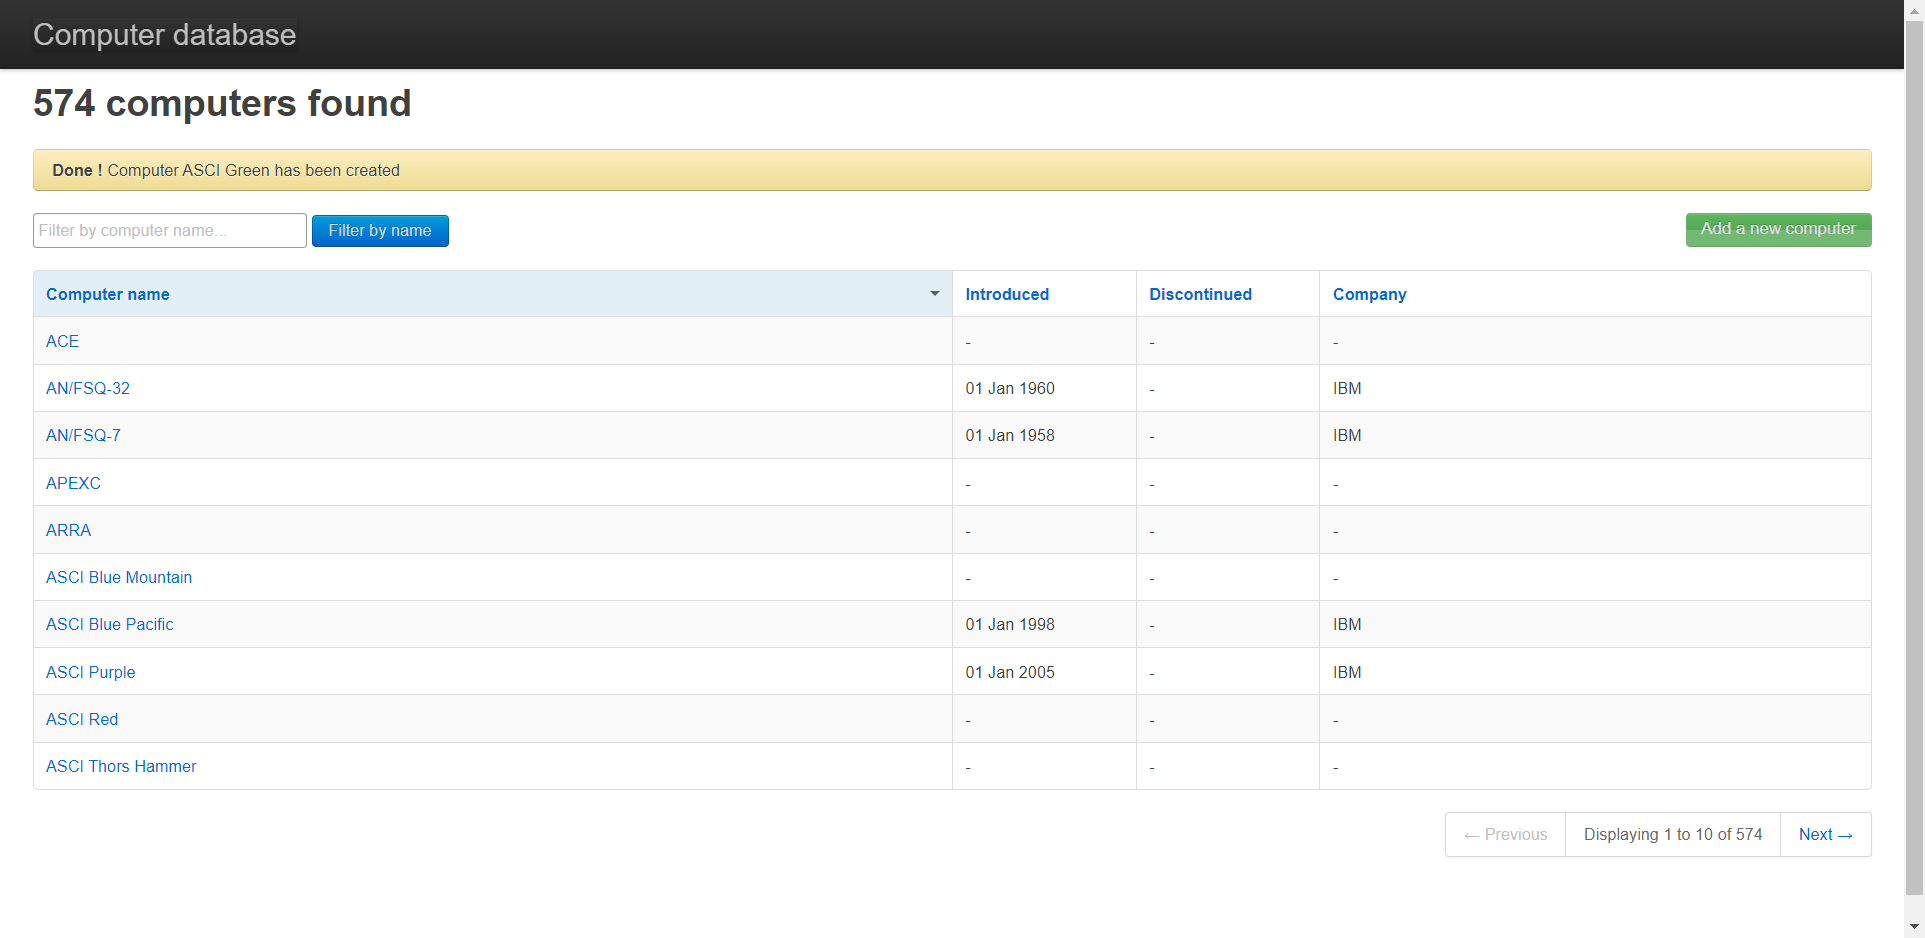 Computer database
574 computers found
Done ! Computer ASCI Green has been created
Filter by computer name... Filter by name Add a new computer
Computer name Introduced Discontinued Company
ACE - - -
AN/FSQ-32 01 Jan 1960 - IBM
AN/FSQ-7 01 Jan 1958 - IBM
APEXC - - -
ARRA - - -
ASCI Blue Mountain - - -
ASCI Blue Pacific 01 Jan 1998 - IBM
ASCI Purple 01 Jan 2005 - IBM
ASCI Red - - -
ASCI Thors Hammer - - -
← Previous Displaying 1 to 10 of 574 Next →